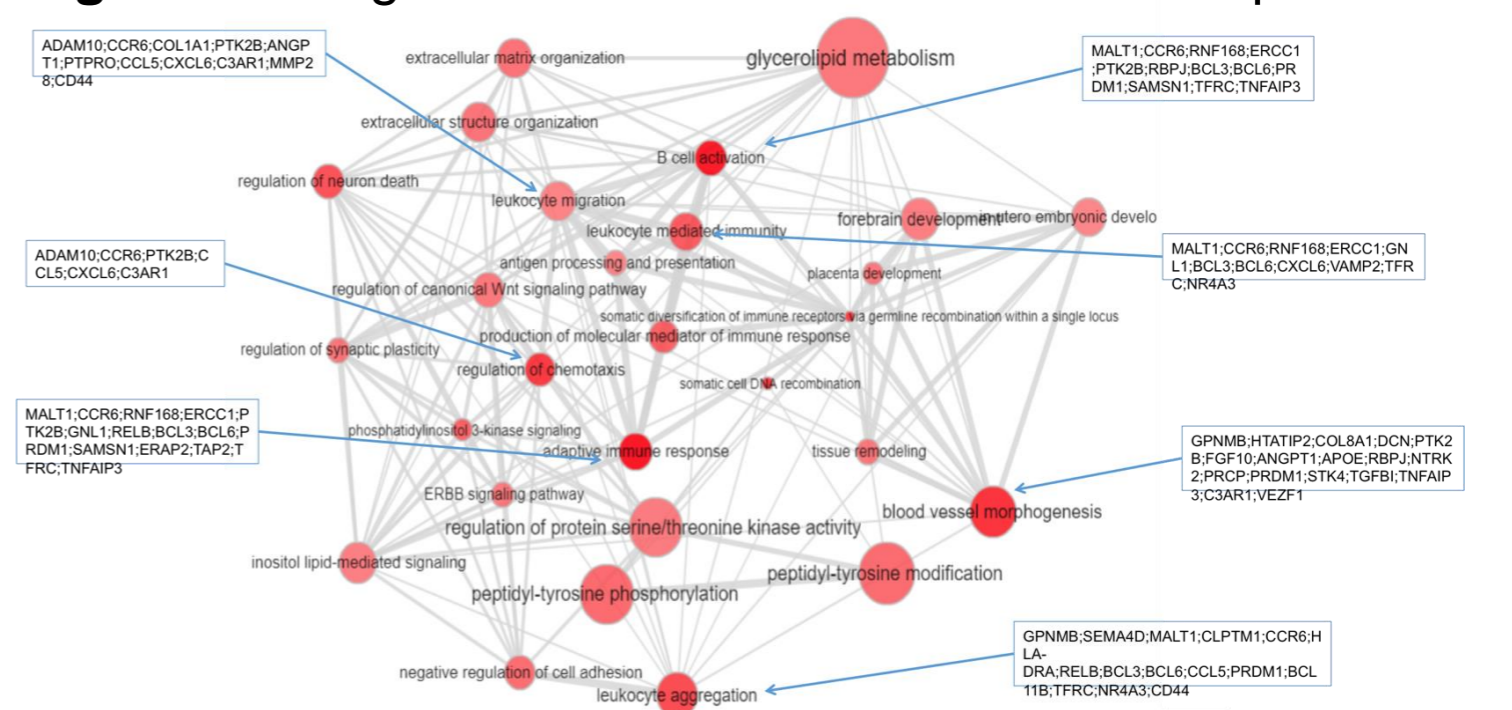 ADAM10;CCR6;COL1A1;PTK2B;ANGP
T1;PTPRO;CCL5;CXCL6;C3AR1;MMP2
8;CD44
extracellular matrix organization
glycerolipid metabolism
MALT1;CCR6;RNF168;ERCC1
;PTK2B;RBPJ;BCL3;BCL6;PR
DM1;SAMSN1;TFRC;TNFAIP3
extracellular structure organization
B cell activation
regulation of neuron death
leukocyte migration
forebrain development
in utero embryonic develo
leukocyte mediated immunity
ADAM10;CCR6;PTK2B;C
CL5;CXCL6;C3AR1
antigen processing and presentation
placenta development
MALT1;CCR6;RNF168;ERCC1;GN
L1;BCL3;BCL6;CXCL6;VAMP2;TFR
C;NR4A3
regulation of canonical Wnt signaling pathway
somatic diversification of immune receptors via germline recombination within a single locus
production of molecular mediator of immune response
regulation of synaptic plasticity
regulation of chemotaxis
somatic cell DNA recombination
MALT1;CCR6;RNF168;ERCC1;P
TK2B;GNL1;RELB;BCL3;BCL6;P
RDM1;SAMSN1;ERAP2;TAP2;T
FRC;TNFAIP3
phosphatidylinositol 3-kinase signaling
adaptive immune response
tissue remodeling
GPNMB;HTATIP2;COL8A1;DCN;PTK2
B;FGF10;ANGPT1;APOE;RBPJ;NTRK
2;PRCP;PRDM1;STK4;TGFBI;TNFAIP
3;C3AR1;VEZF1
ERBB signaling pathway
blood vessel morphogenesis
regulation of protein serine/threonine kinase activity
inositol lipid-mediated signaling
peptidyl-tyrosine modification
peptidyl-tyrosine phosphorylation
GPNMB;SEMA4D;MALT1;CLPTM1;CCR6;H
LA-
DRA;RELB;BCL3;BCL6;CCL5;PRDM1;BCL
11B;TFRC;NR4A3;CD44
negative regulation of cell adhesion
leukocyte aggregation